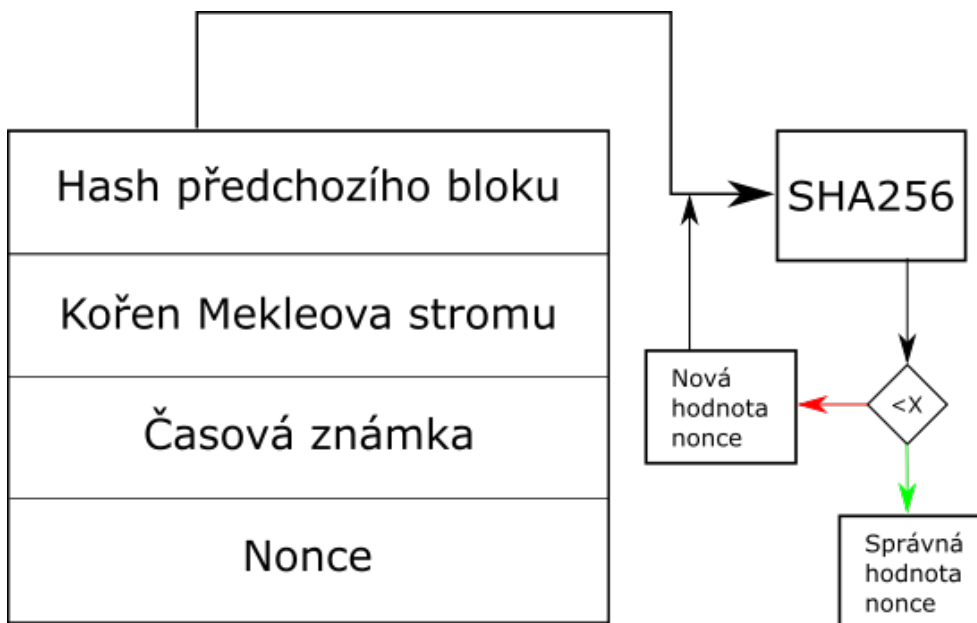 Hash předchozího bloku
SHA256
Kořen Mekleova stromu
Nová
hodnota
nonce
<X
Časová známka
Nonce
Správná
hodnota
nonce